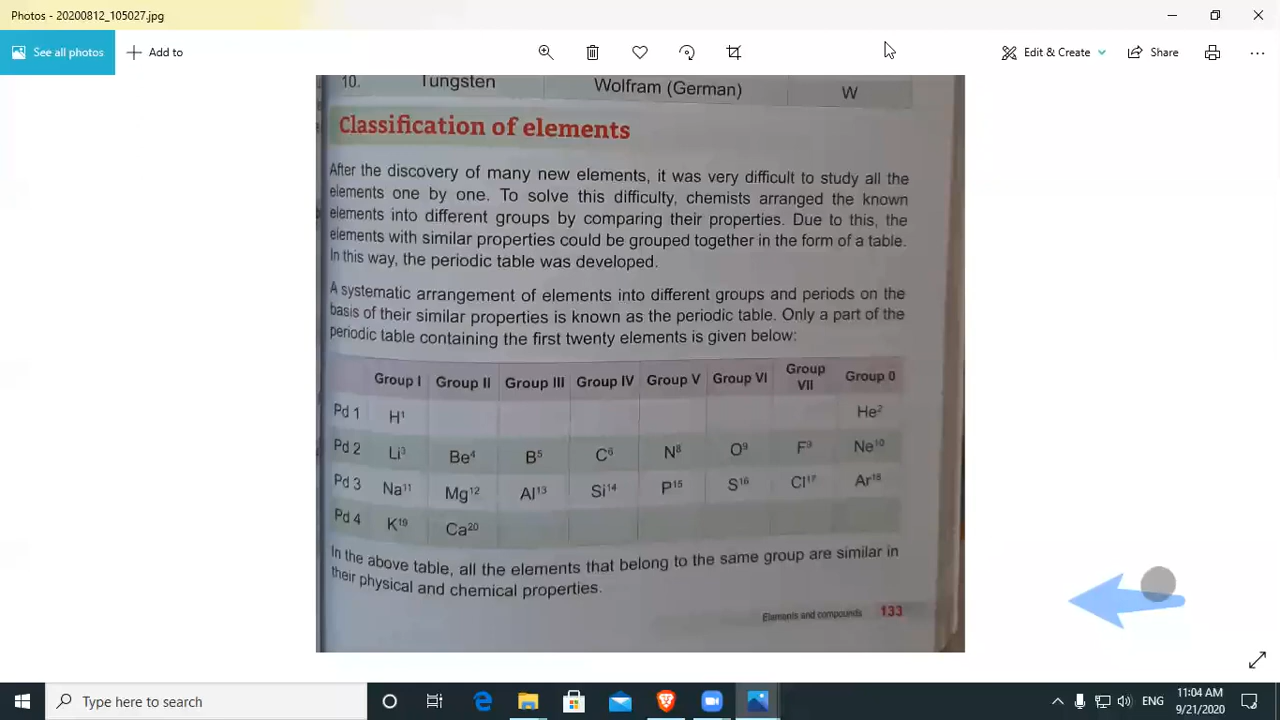 Photos - 20200812_105027.jpg
See all photos
Add to
Edit & Create
Share
10. Tungsten Wolfram (German) W
Classification of elements
After the discovery of many new elements, it was very difficult to study all the
elements one by one. To solve this difficulty, chemists arranged the known
elements into different groups by comparing their properties. Due to this, the
elements with similar properties could be grouped together in the form of a table.
In this way, the periodic table was developed.
A systematic arrangement of elements into different groups and periods on the
basis of their similar properties is known as the periodic table. Only a part of the
periodic table containing the first twenty elements is given below:
Group I Group II Group III Group IV Group V Group VI Group VII Group 0
Pd 1 H¹ He²
Pd 2 Li³ Be⁴ B⁵ C⁶ N⁸ O⁹ F⁹ Ne¹⁰
Pd 3 Na¹¹ Mg¹² Al¹³ Si¹⁴ P¹⁵ S¹⁶ Cl¹⁷ Ar¹⁸
Pd 4 K¹⁹ Ca²⁰
In the above table, all the elements that belong to the same group are similar in
their physical and chemical properties.
Elements and compounds 133
Type here to search
ENG
11:04 AM
9/21/2020